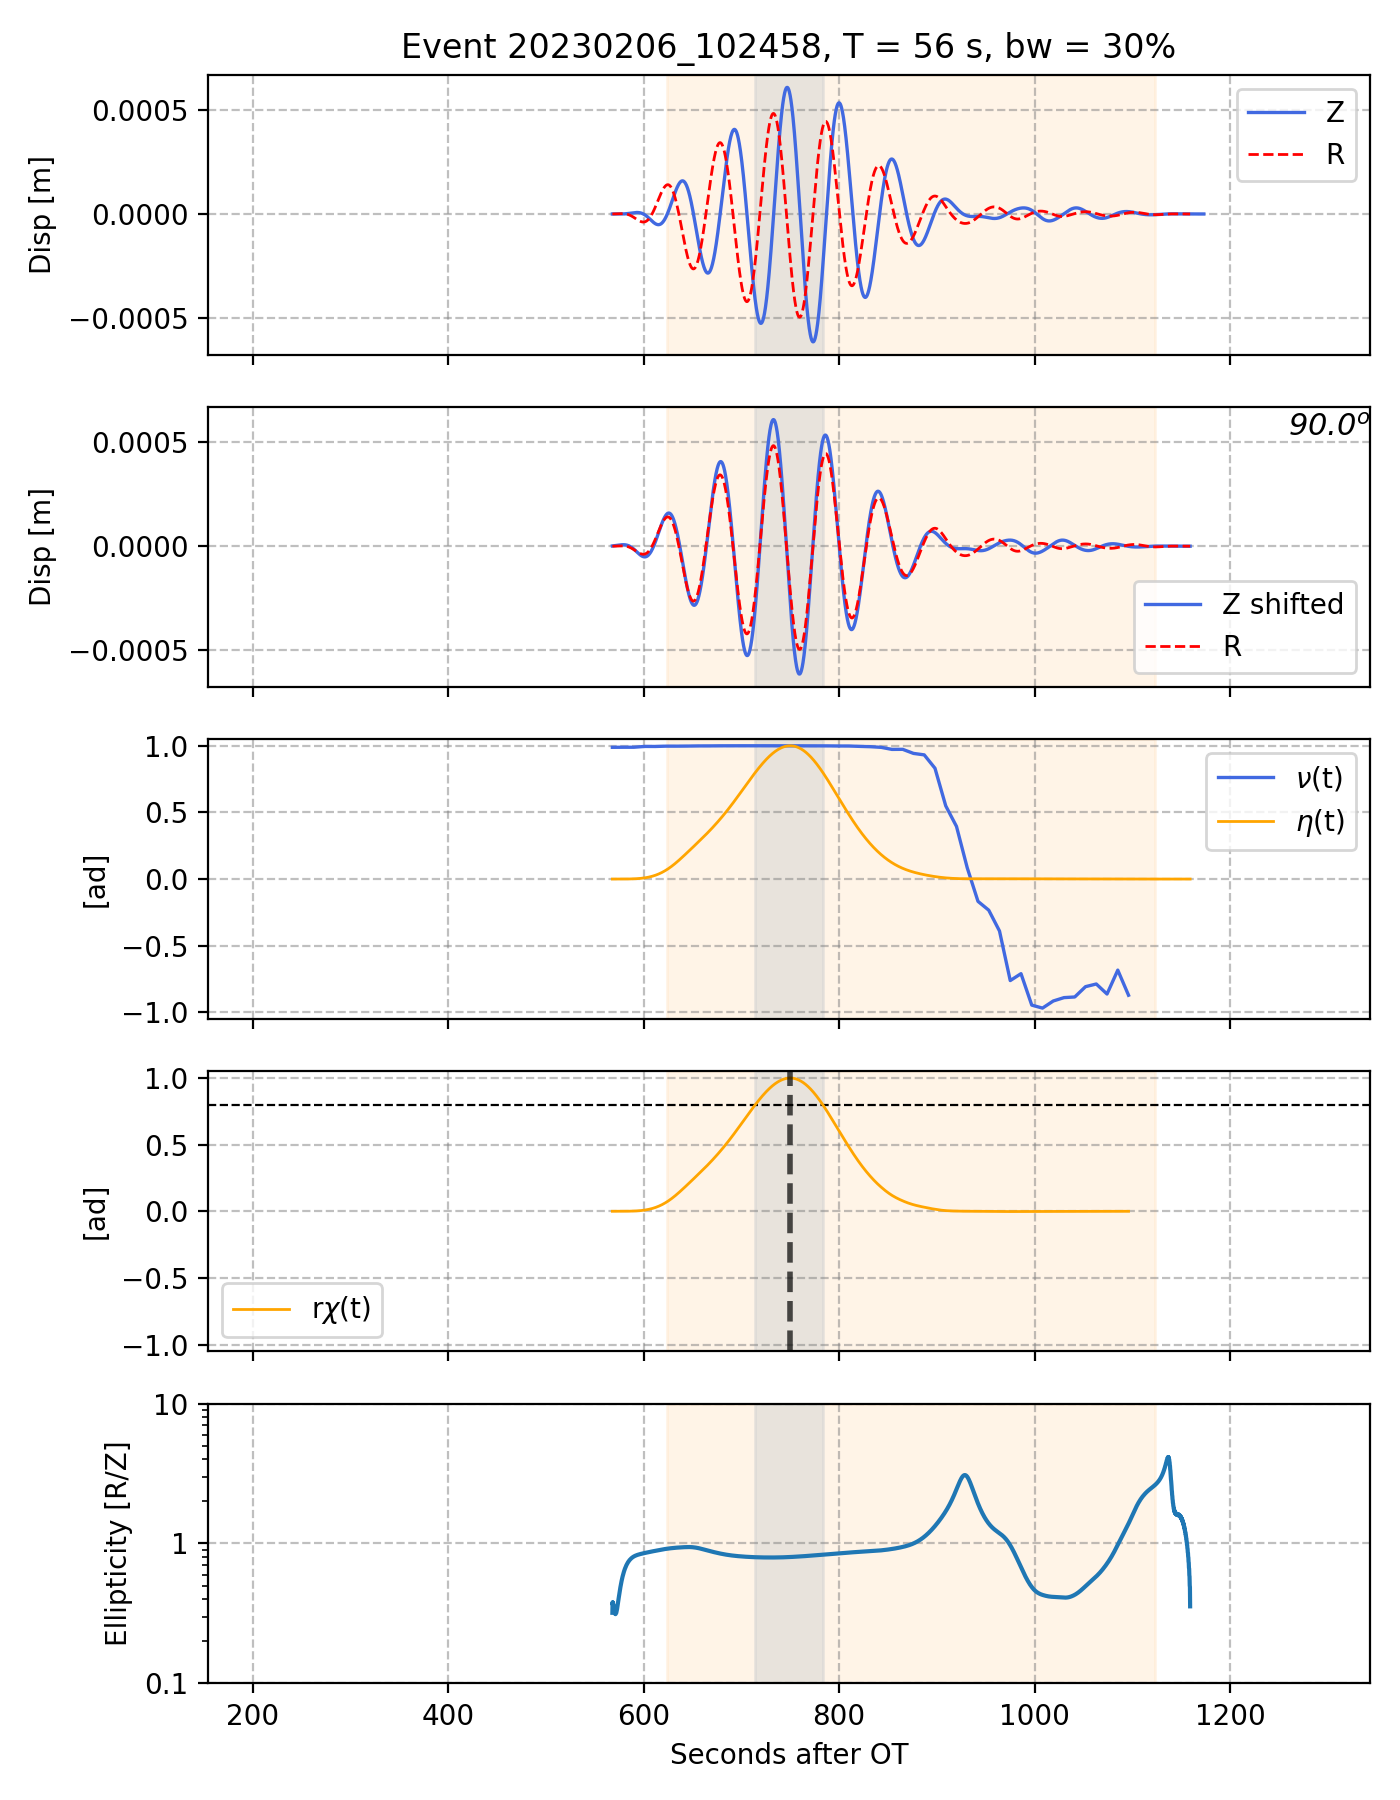 Event 20230206_102458, T = 56 s, bw = 30%
0.0005
0.0000
−0.0005
Disp [m]
Z
R
90.0º
0.0005
0.0000
−0.0005
Disp [m]
Z shifted
R
1.0
0.5
0.0
−0.5
−1.0
[ad]
ν(t)
η(t)
1.0
0.5
0.0
−0.5
−1.0
[ad]
rχ(t)
10
1
0.1
Ellipticity [R/Z]
200 400 600 800 1000 1200
Seconds after OT